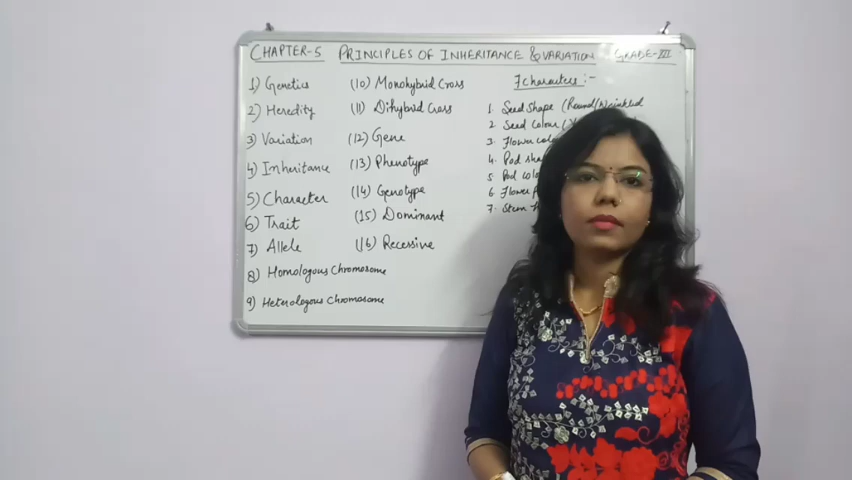 CHAPTER-5 PRINCIPLES OF INHERITANCE & VARIATION GRADE-XII
1) Genetics
2) Heredity
3) Variation
4) Inheritance
5) Character
6) Trait
7) Allele
8) Homologous Chromosome
9) Heterologous Chromosome
(10) Monohybrid Cross
(11) Dihybrid Cross
(12) Gene
(13) Phenotype
(14) Genotype
(15) Dominant
(16) Recessive
7 characters :-
1. Seed Shape (Round/Wrinkled
2. Seed Colour
3. Flower
4. Pod
5. Pod
6. Flower
7. Stem